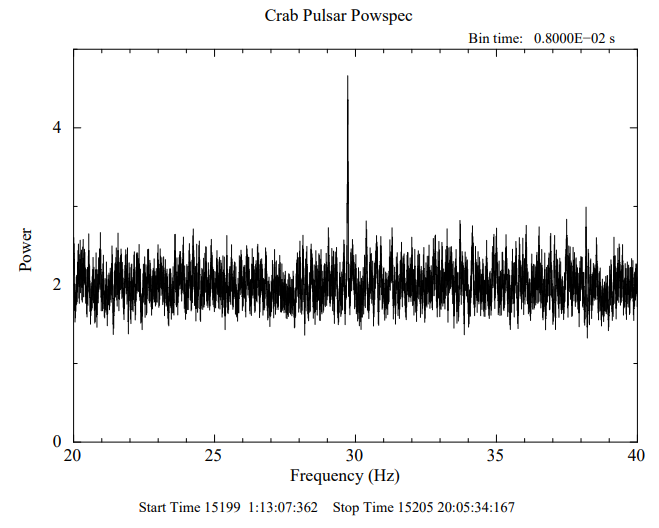 Crab Pulsar Powspec
Bin time: 0.8000E−02 s
4
2
0
Power
20 25 30 35 40
Frequency (Hz)
Start Time 15199 1:13:07:362 Stop Time 15205 20:05:34:167